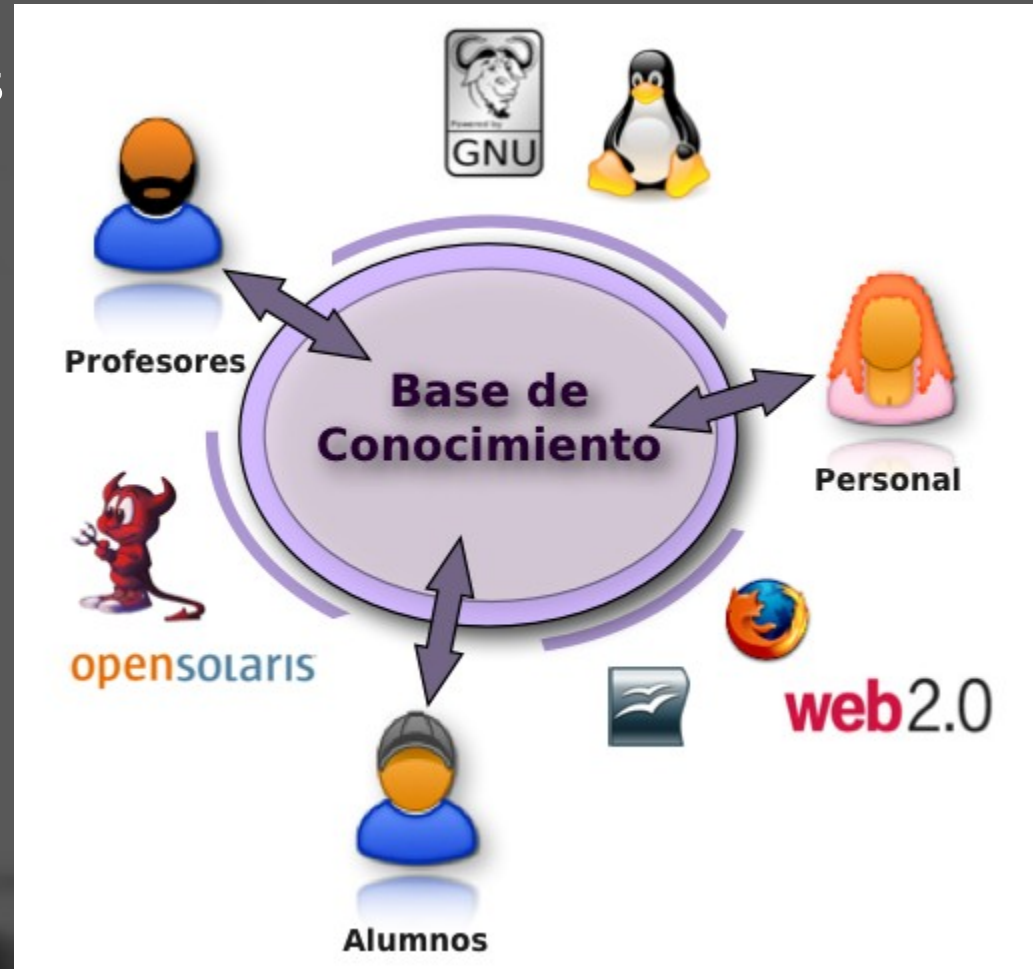 Powered by
GNU
Profesores
Base de
Conocimiento
Personal
opensolaris
web2.0
Alumnos